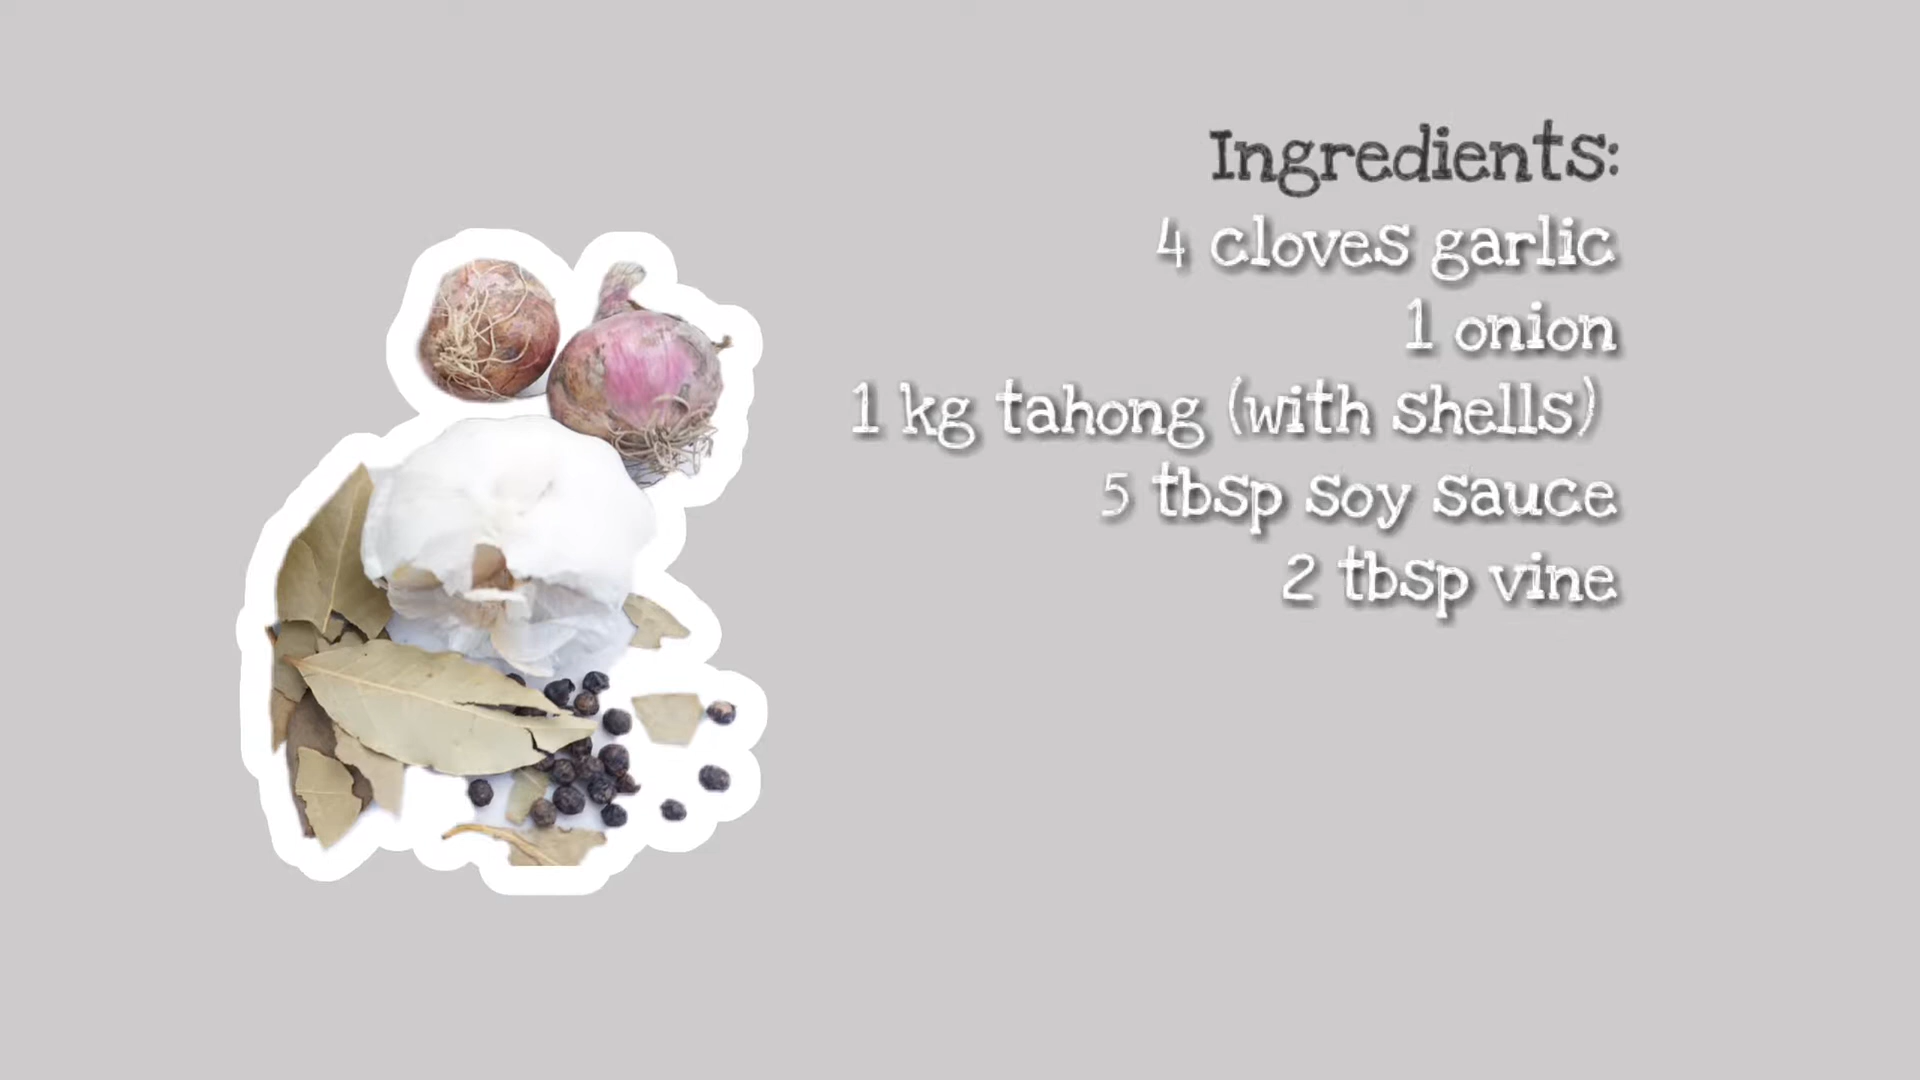 Ingredients:
4 cloves garlic
1 onion
1 kg tahong (with shells)
5 tbsp soy sauce
2 tbsp vine